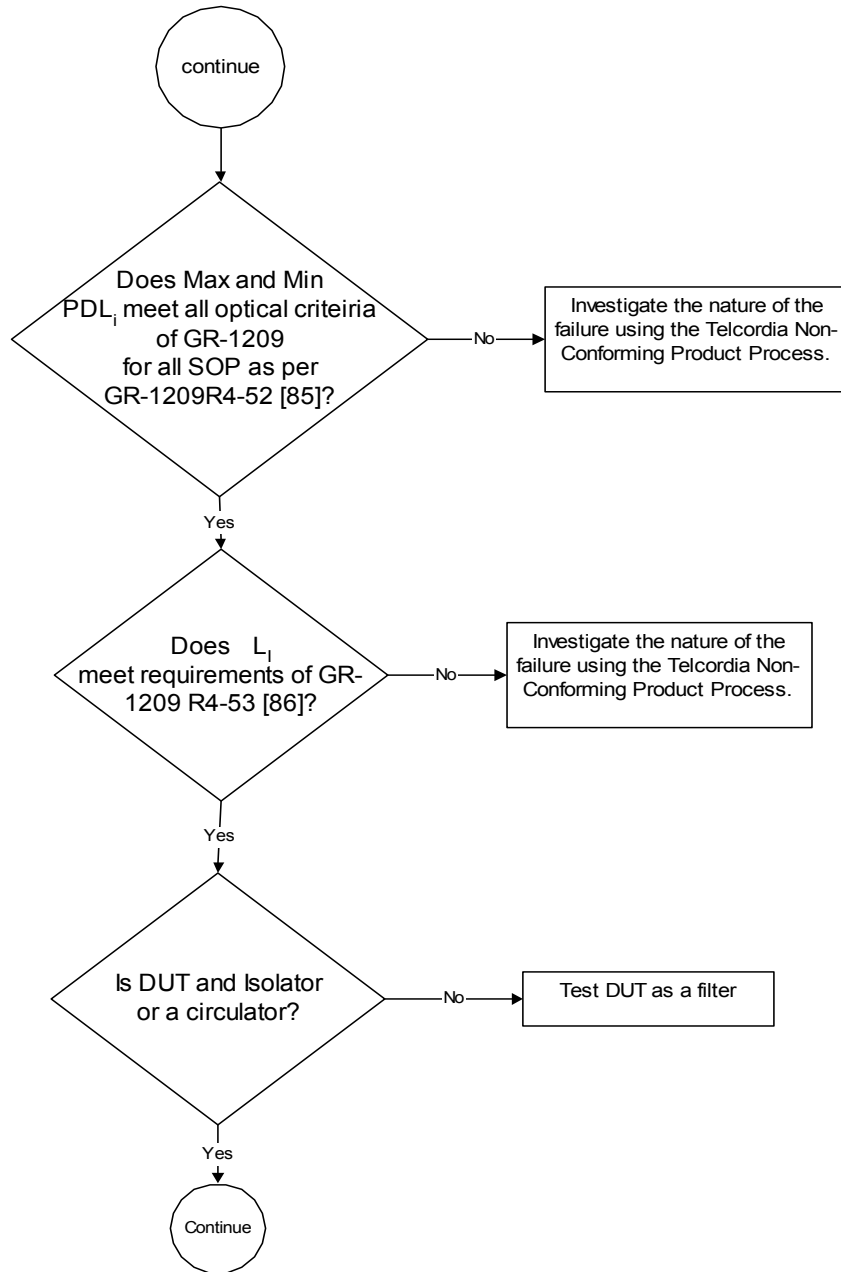 continue
Does Max and Min
PDLi meet all optical criteiria
of GR-1209
for all SOP as per
GR-1209R4-52 [85]?
No
Investigate the nature of the
failure using the Telcordia Non-
Conforming Product Process.
Yes
Does LI
meet requirements of GR-
1209 R4-53 [86]?
No
Investigate the nature of the
failure using the Telcordia Non-
Conforming Product Process.
Yes
Is DUT and Isolator
or a circulator?
No
Test DUT as a filter
Yes
Continue